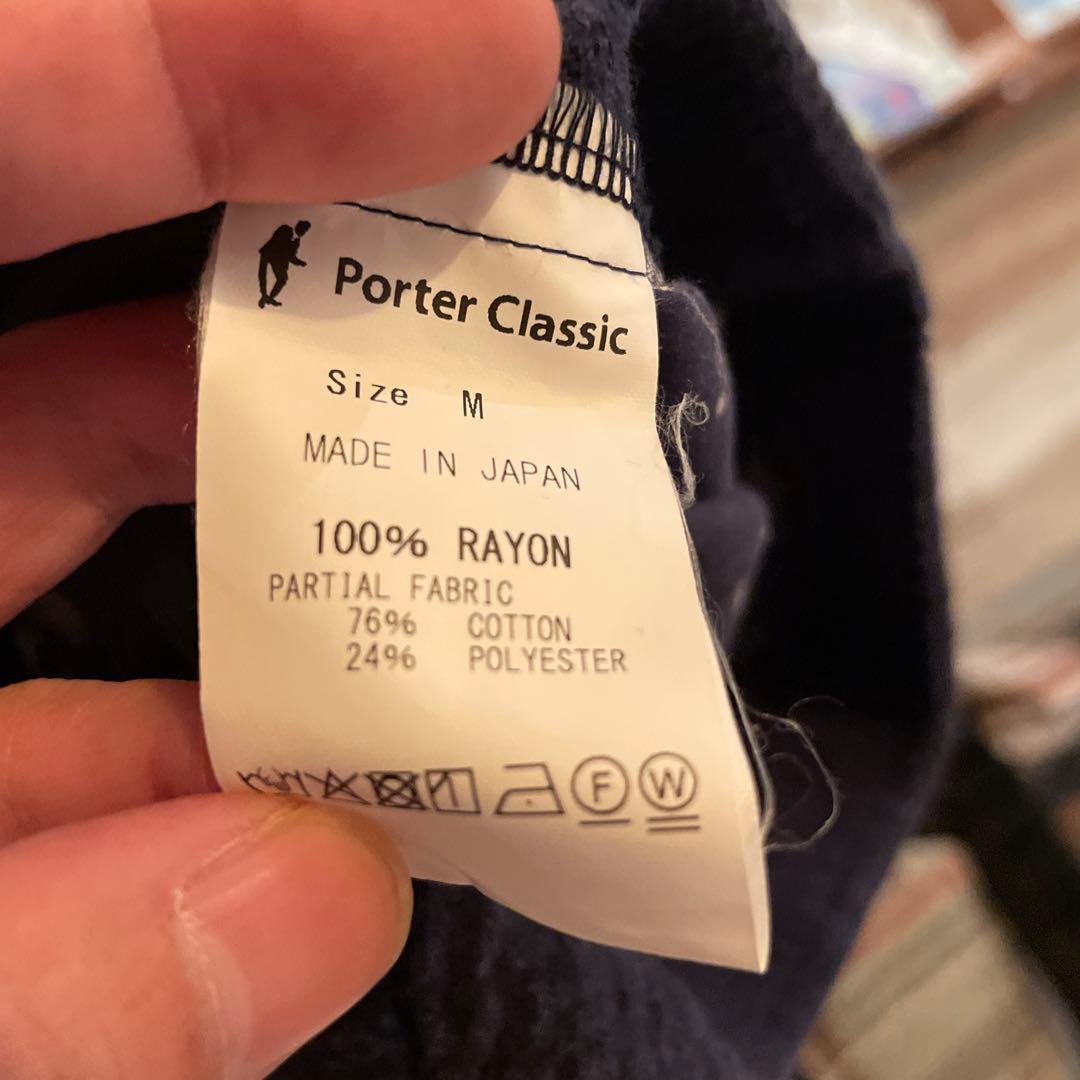 Porter Classic
Size M
MADE IN JAPAN
100% RAYON
PARTIAL FABRIC
76% COTTON
24% POLYESTER
F W